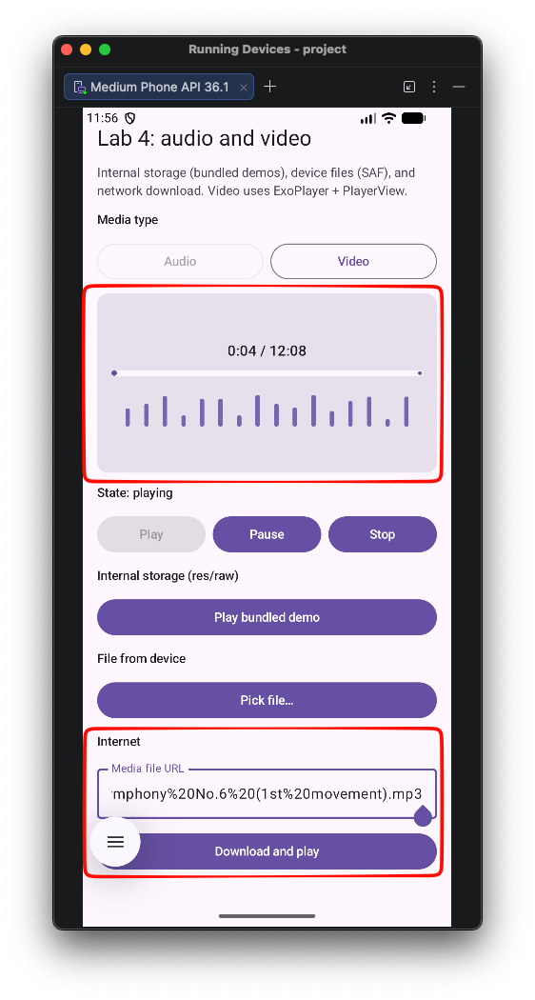 Running Devices - project
Medium Phone API 36.1
11:56
Lab 4: audio and video
Internal storage (bundled demos), device files (SAF), and
network download. Video uses ExoPlayer + PlayerView.
Media type
Audio
Video
0:04 / 12:08
State: playing
Play
Pause
Stop
Internal storage (res/raw)
Play bundled demo
File from device
Pick file...
Internet
Media file URL
mphony%20No.6%20(1st%20movement).mp3
Download and play